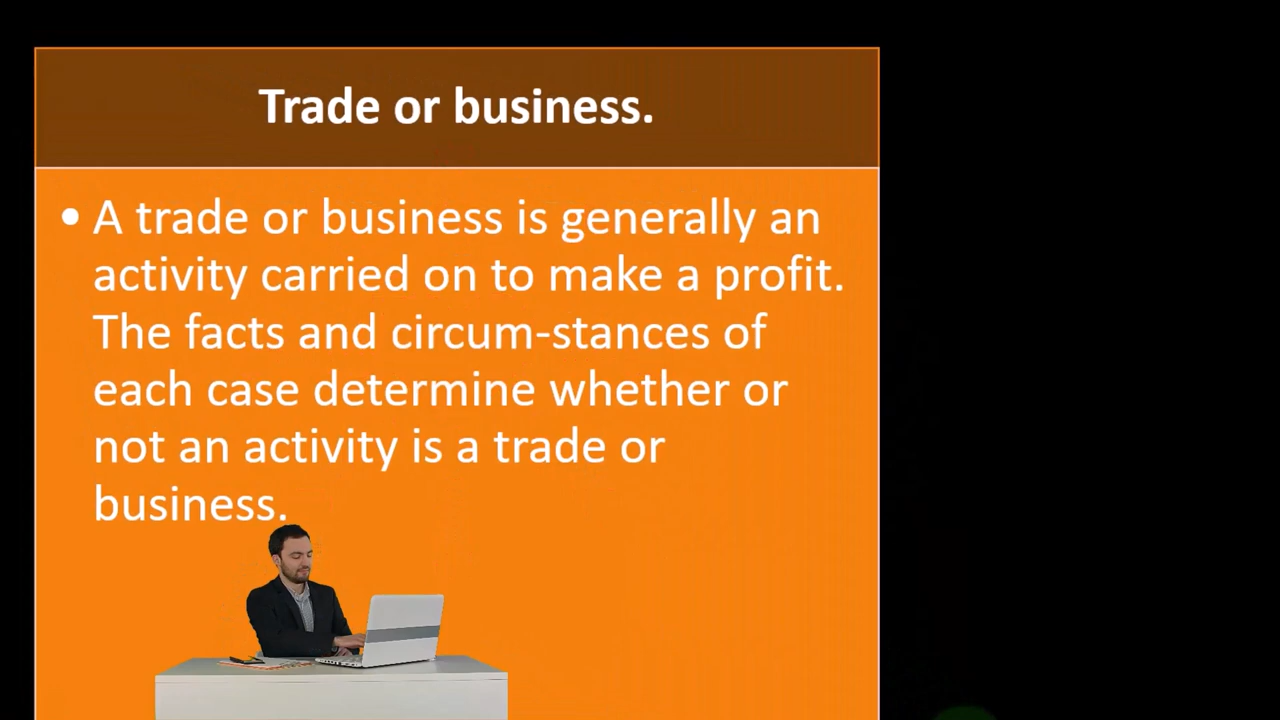 Trade or business.
• A trade or business is generally an
activity carried on to make a profit.
The facts and circum-stances of
each case determine whether or
not an activity is a trade or
business.